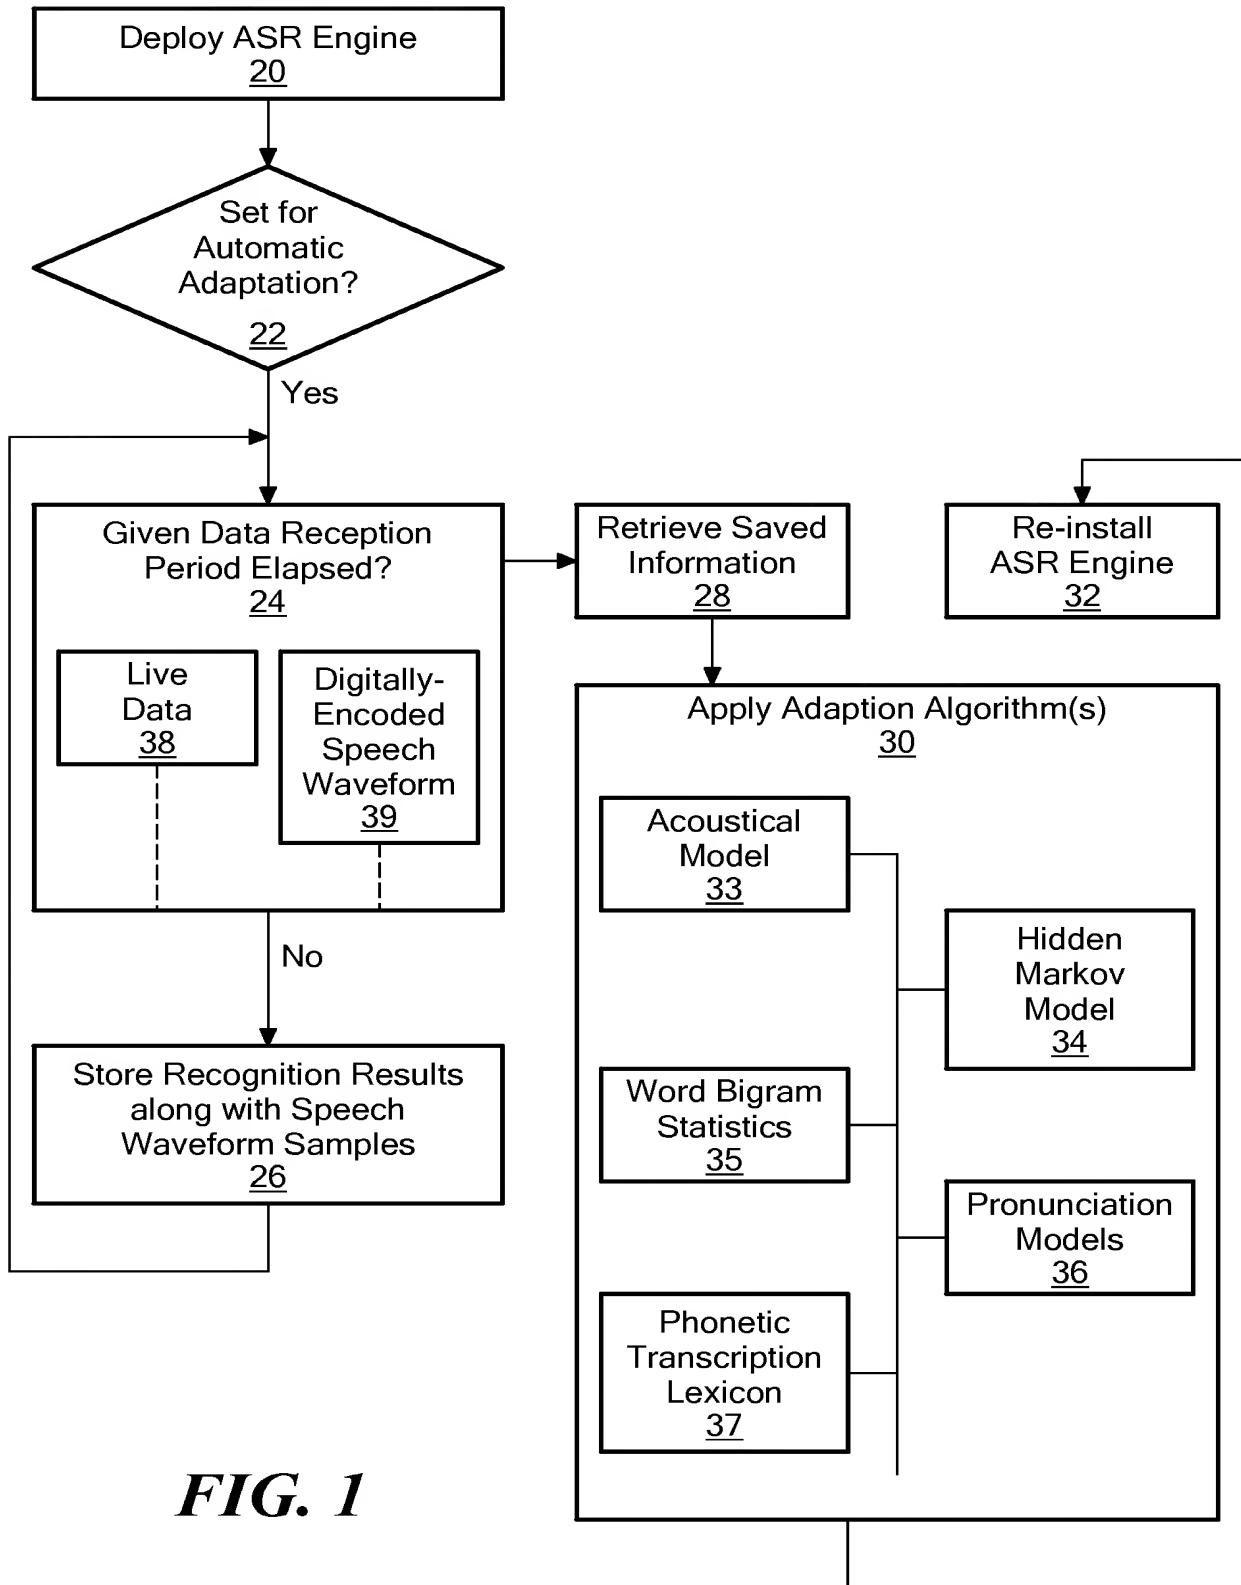 Deploy ASR Engine
20
Set for
Automatic
Adaptation?
22
Yes
Given Data Reception
Period Elapsed?
24
Live
Data
38
Digitally-
Encoded
Speech
Waveform
39
No
Store Recognition Results
along with Speech
Waveform Samples
26
Retrieve Saved
Information
28
Re-install
ASR Engine
32
Apply Adaption Algorithm(s)
30
Acoustical
Model
33
Hidden
Markov
Model
34
Word Bigram
Statistics
35
Pronunciation
Models
36
Phonetic
Transcription
Lexicon
37
FIG. 1